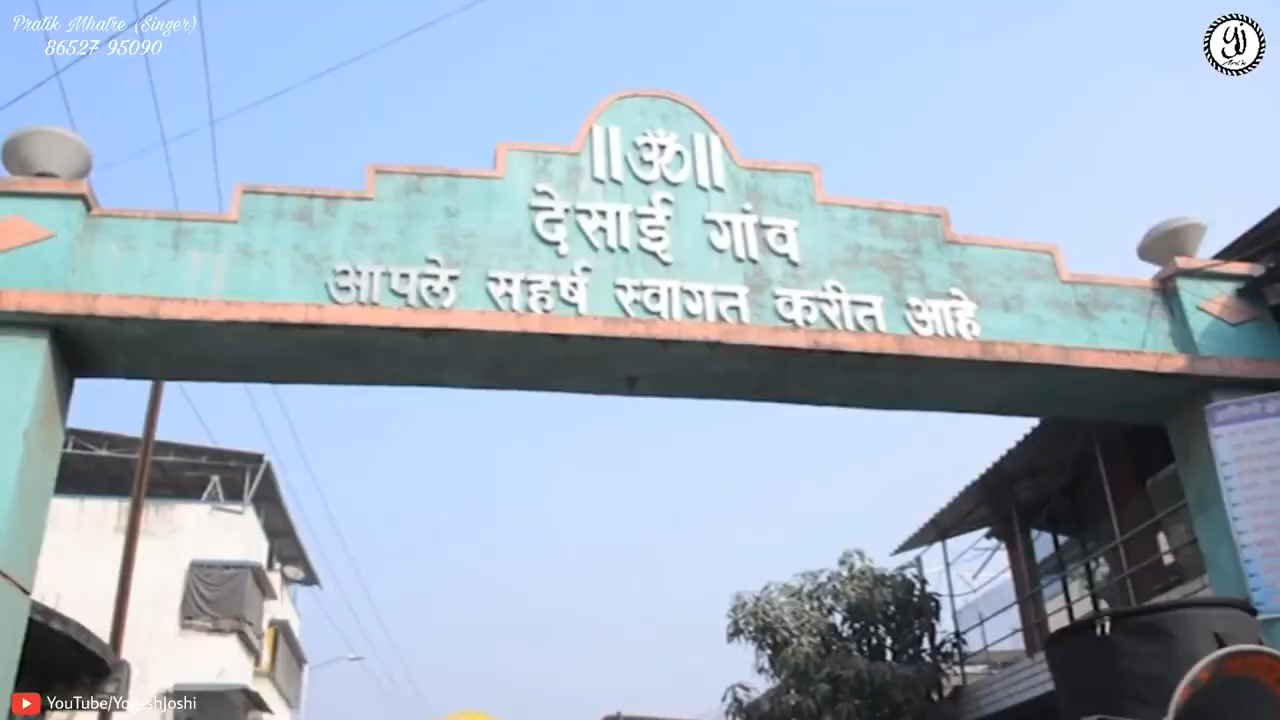 Pratik Mhatre (Singer)
86527 95090
||ॐ||
देसाई गांव
आपले सहर्ष स्वागत करीत आहे
YouTube/YogeshJoshi